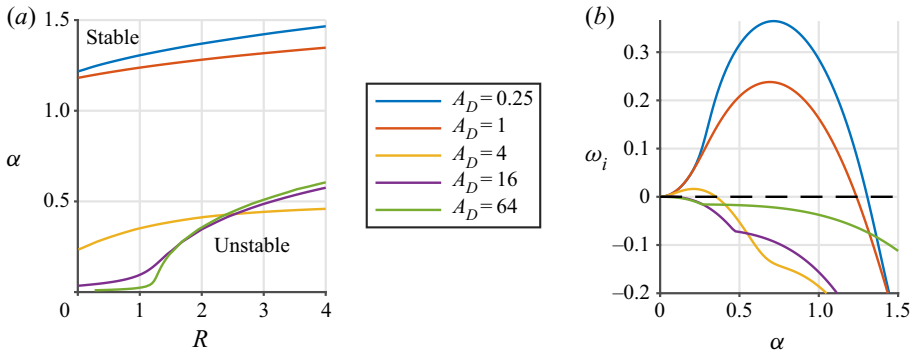 (a)
1.5
1.0
0.5
0
α
Stable
Unstable
0 1 2 3 4
R
A_D = 0.25
A_D = 1
A_D = 4
A_D = 16
A_D = 64
(b)
0.3
0.2
0.1
0
−0.1
−0.2
ω_i
0 0.5 1.0 1.5
α